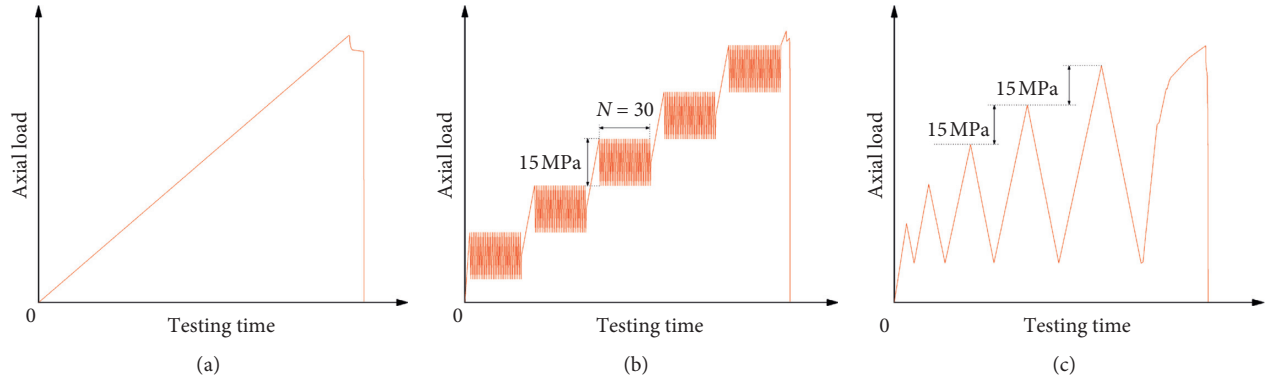 Axial load
0
Testing time
(a)
Axial load
15 MPa
N = 30
0
Testing time
(b)
Axial load
15 MPa
15 MPa
0
Testing time
(c)